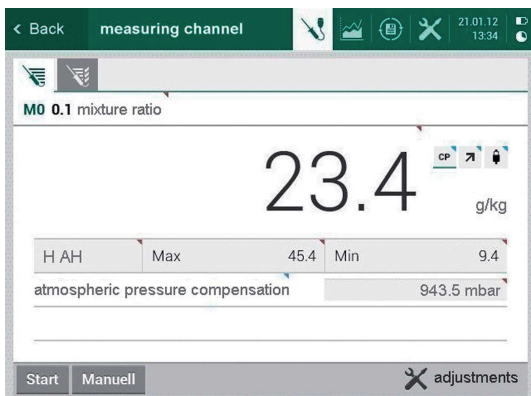 Back measuring channel 21.01.12
13:34
M0 0.1 mixture ratio
23.4 CP
g/kg
H AH Max 45.4 Min 9.4
atmospheric pressure compensation 943.5 mbar
Start Manuell adjustments